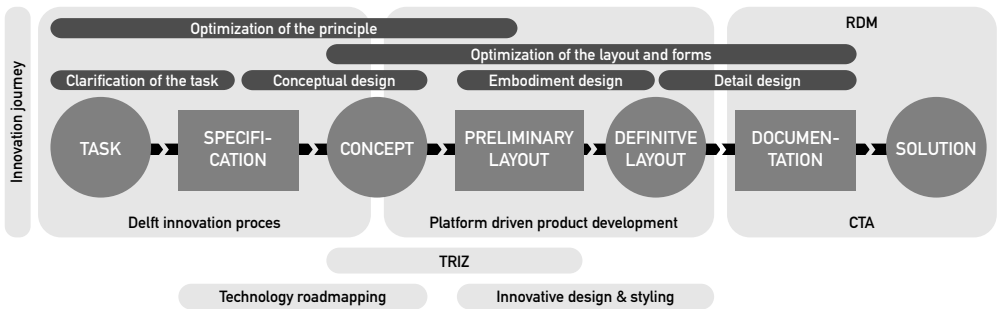 Innovation journey
RDM
Optimization of the principle
Optimization of the layout and forms
Clarification of the task
Conceptual design
Embodiment design
Detail design
TASK
SPECIFI-
CATION
CONCEPT
PRELIMINARY
LAYOUT
DEFINITVE
LAYOUT
DOCUMEN-
TATION
SOLUTION
Delft innovation proces
Platform driven product development
CTA
TRIZ
Technology roadmapping
Innovative design & styling